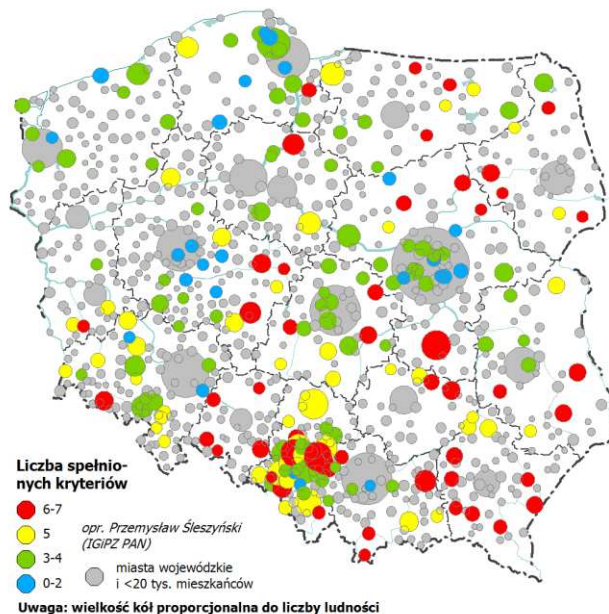 Liczba spełnio-
nych kryteriów
6-7
5
3-4
0-2
opr. Przemysław Śleszyński
(IGiPZ PAN)
miasta wojewódzkie
i <20 tys. mieszkańców
Uwaga: wielkość kół proporcjonalna do liczby ludności